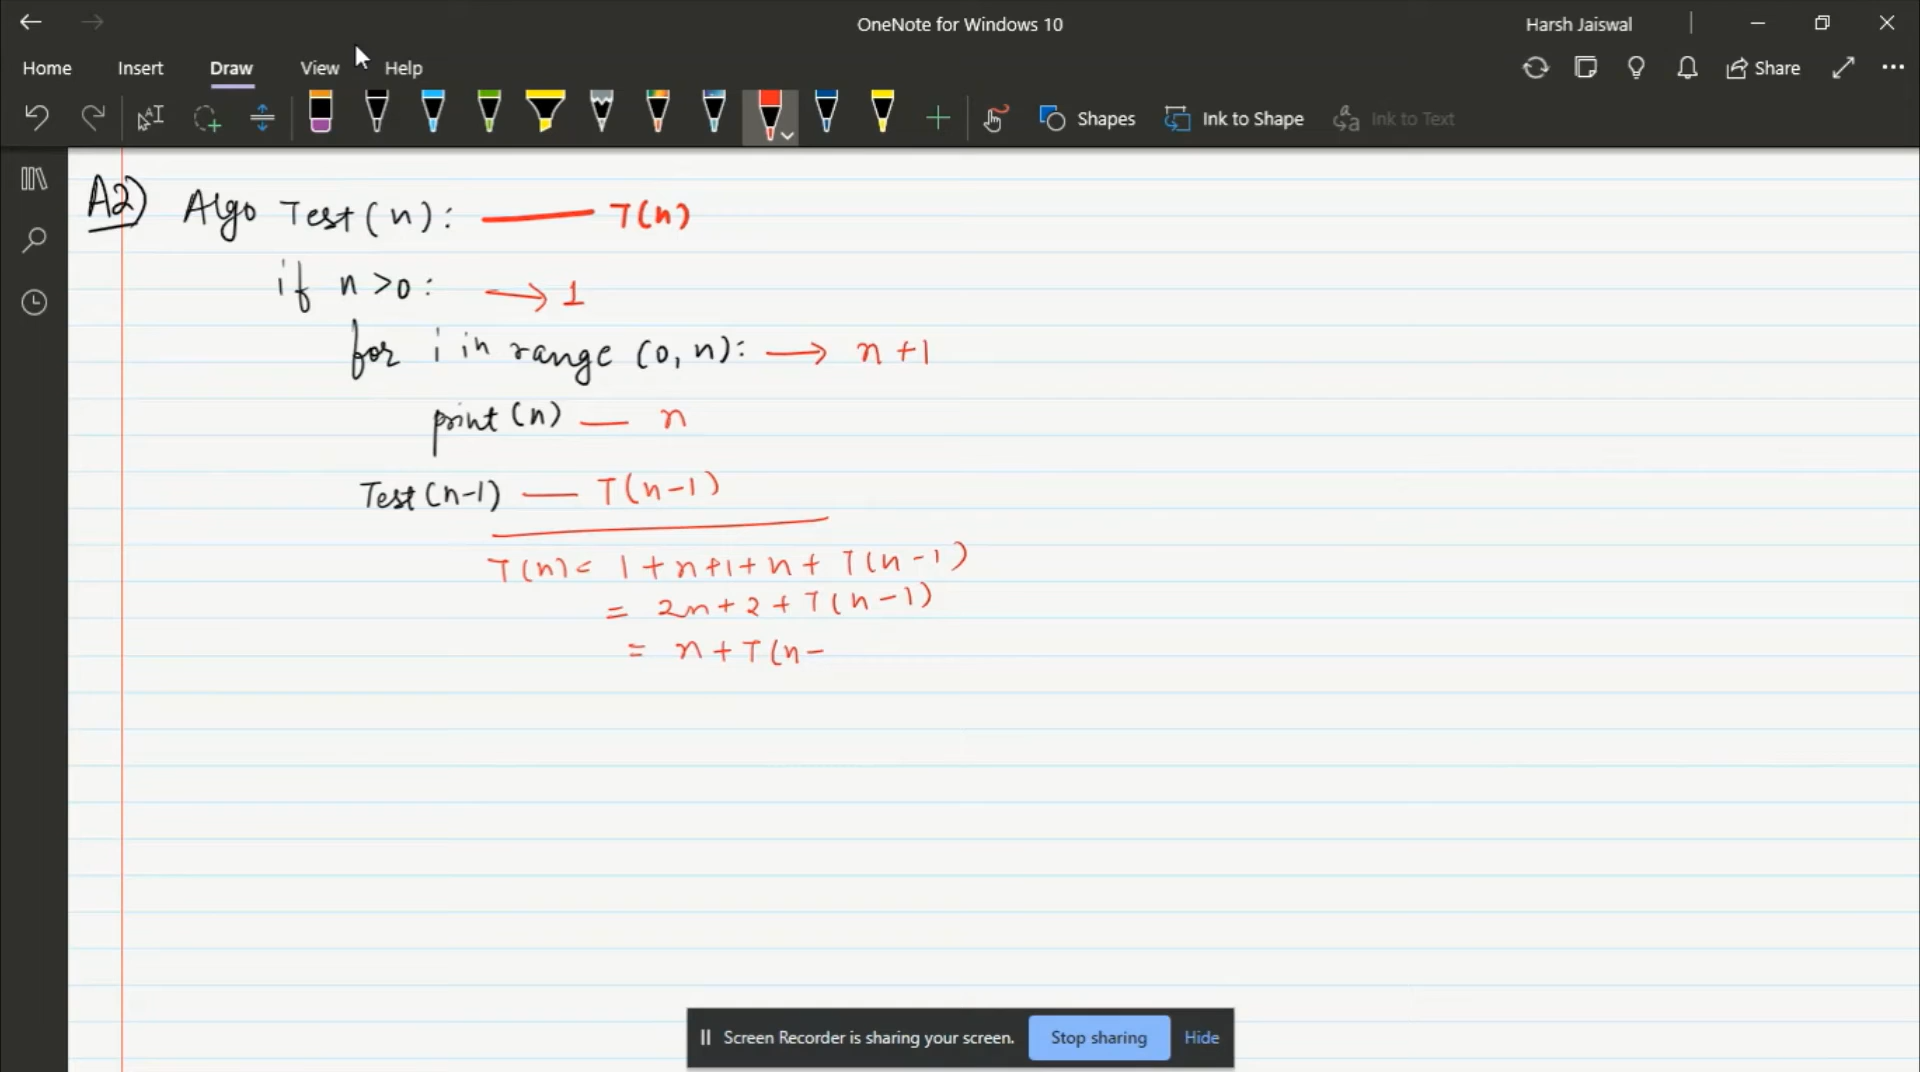 OneNote for Windows 10
Harsh Jaiswal
Home Insert Draw View Help
Share
Shapes Ink to Shape Ink to Text
A2) Algo Test(n): — T(n)
if n>0: → 1
for i in range (0, n): → n+1
print(n) — n
Test(n-1) — T(n-1)
T(n) = 1+n+1+n+ T(n-1)
= 2n+2+T(n-1)
= n+T(n-
Screen Recorder is sharing your screen. Stop sharing Hide